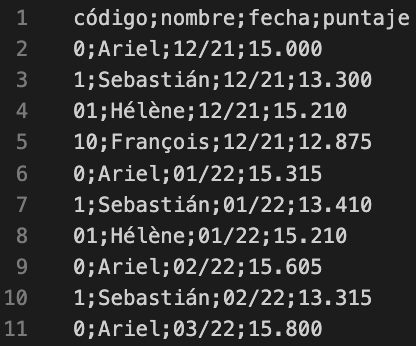 1 código;nombre;fecha;puntaje
2 0;Ariel;12/21;15.000
3 1;Sebastián;12/21;13.300
4 01;Hélène;12/21;15.210
5 10;François;12/21;12.875
6 0;Ariel;01/22;15.315
7 1;Sebastián;01/22;13.410
8 01;Hélène;01/22;15.210
9 0;Ariel;02/22;15.605
10 1;Sebastián;02/22;13.315
11 0;Ariel;03/22;15.800